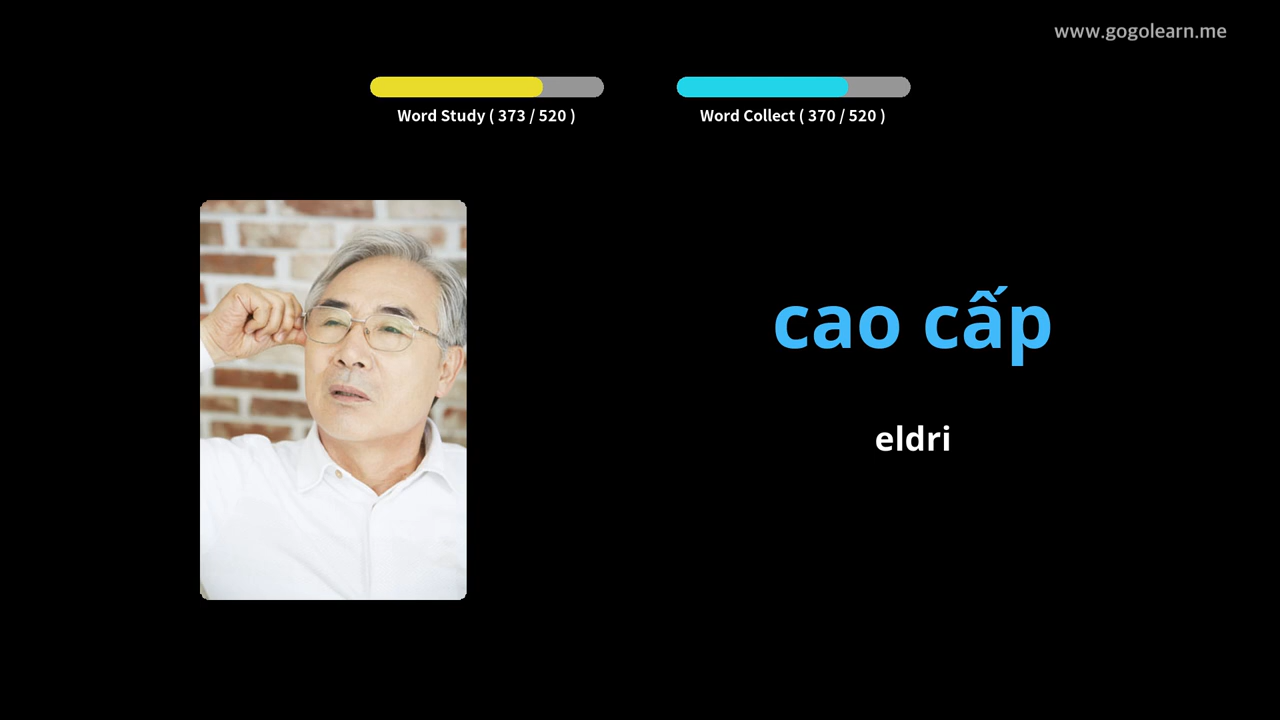 www.gogolearn.me
Word Study ( 373 / 520 )
Word Collect ( 370 / 520 )
cao cấp
eldri